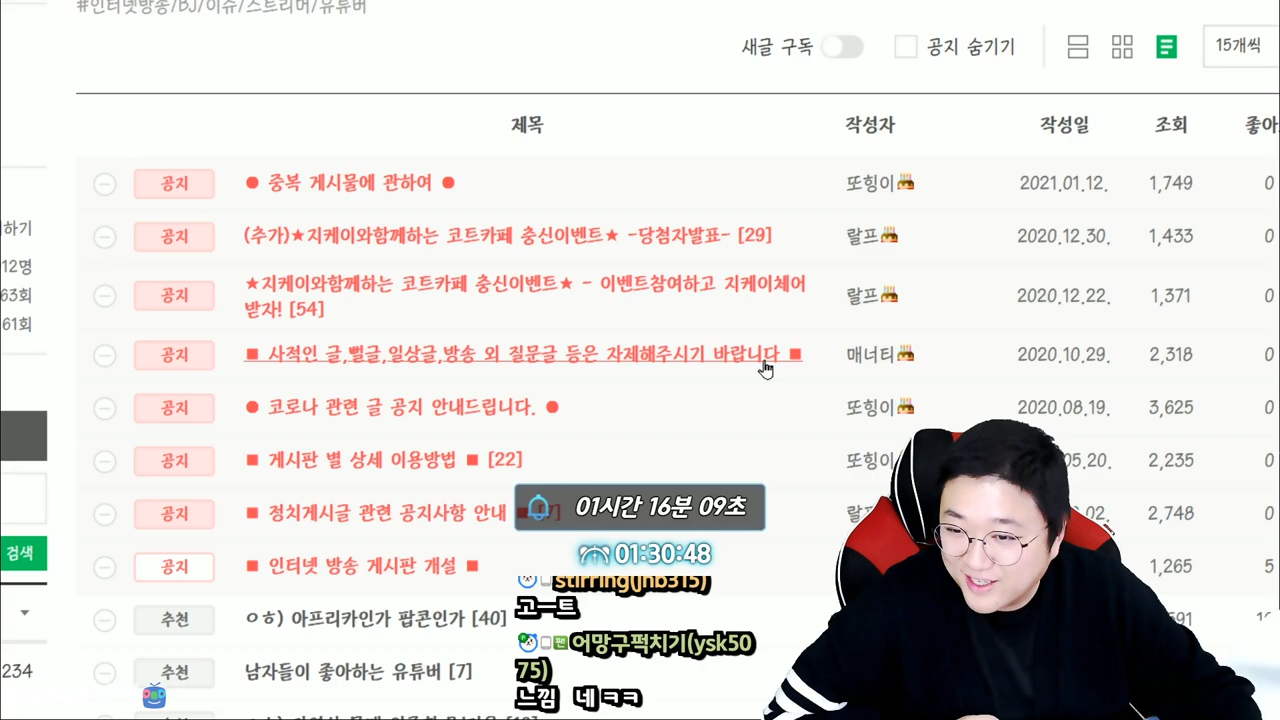 #인터넷방송/BJ/이슈/스트리머/유튜버
새글 구독 공지 숨기기 15개씩
제목 작성자 작성일 조회 좋아
공지 ● 중복 게시물에 관하여 ● 또힝이 2021.01.12. 1,749 0
공지 (추가)★지케이와함께하는 코트카페 충신이벤트★ -당첨자발표- [29] 랄프 2020.12.30. 1,433 0
공지 ★지케이와함께하는 코트카페 충신이벤트★ - 이벤트참여하고 지케이체어
받자! [54] 랄프 2020.12.22. 1,371 0
공지 ■ 사적인 글,뻘글,일상글,방송 외 질문글 등은 자제해주시기 바랍니다 ■ 매너티 2020.10.29. 2,318 0
공지 ● 코로나 관련 글 공지 안내드립니다. ● 또힝이 2020.08.19. 3,625 0
공지 ■ 게시판 별 상세 이용방법 ■ [22] 또힝이 05.20. 2,235 0
공지 ■ 정치게시글 관련 공지사항 안내 ■ [7] 02. 2,748 0
공지 ■ 인터넷 방송 게시판 개설 ■ 1,265 5
추천 ㅇㅎ) 아프리카인가 팝콘인가 [40] 591
추천 남자들이 좋아하는 유튜버 [7]
하기
12명
63회
61회
검색
234
01시간 16분 09초
01:30:48
stirring(jhb315)
고ㅡ트
팬 어망구퍽치기(ysk50
75)
느낌 네 ㅋㅋ